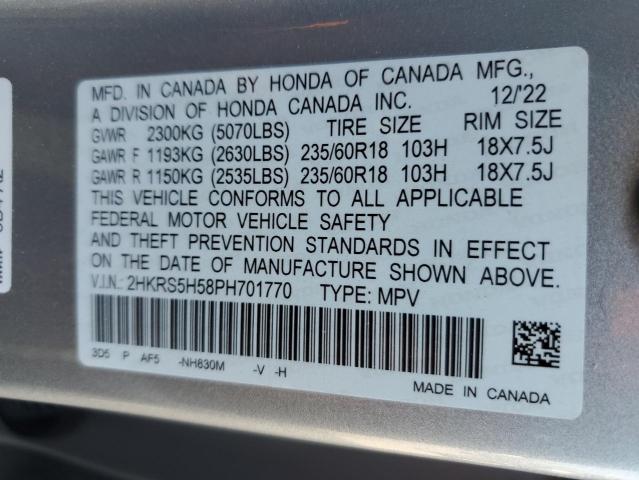 MFD. IN CANADA BY HONDA OF CANADA MFG.,
A DIVISION OF HONDA CANADA INC. 12/'22
GVWR 2300KG (5070LBS) TIRE SIZE RIM SIZE
GAWR F 1193KG (2630LBS) 235/60R18 103H 18X7.5J
GAWR R 1150KG (2535LBS) 235/60R18 103H 18X7.5J
THIS VEHICLE CONFORMS TO ALL APPLICABLE
FEDERAL MOTOR VEHICLE SAFETY
AND THEFT PREVENTION STANDARDS IN EFFECT
ON THE DATE OF MANUFACTURE SHOWN ABOVE.
V.I.N.: 2HKRS5H58PH701770 TYPE: MPV
3D5 P AF5 -NH830M -V -H
MADE IN CANADA